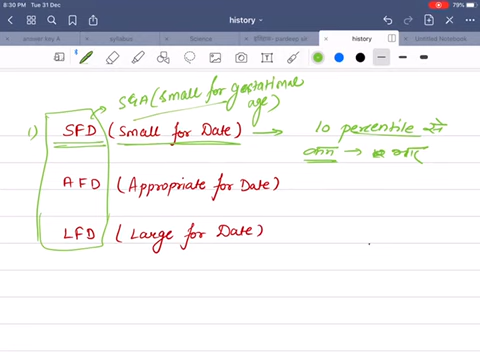 8:30 PM Tue 31 Dec
79%
history
answer key A
syllabus
Science
history
Untitled Notebook
SGA (Small for gestational age)
1) SFD (Small for Date) → 10 percentile से
कम →
AFD (Appropriate for Date)
LFD (Large for Date)